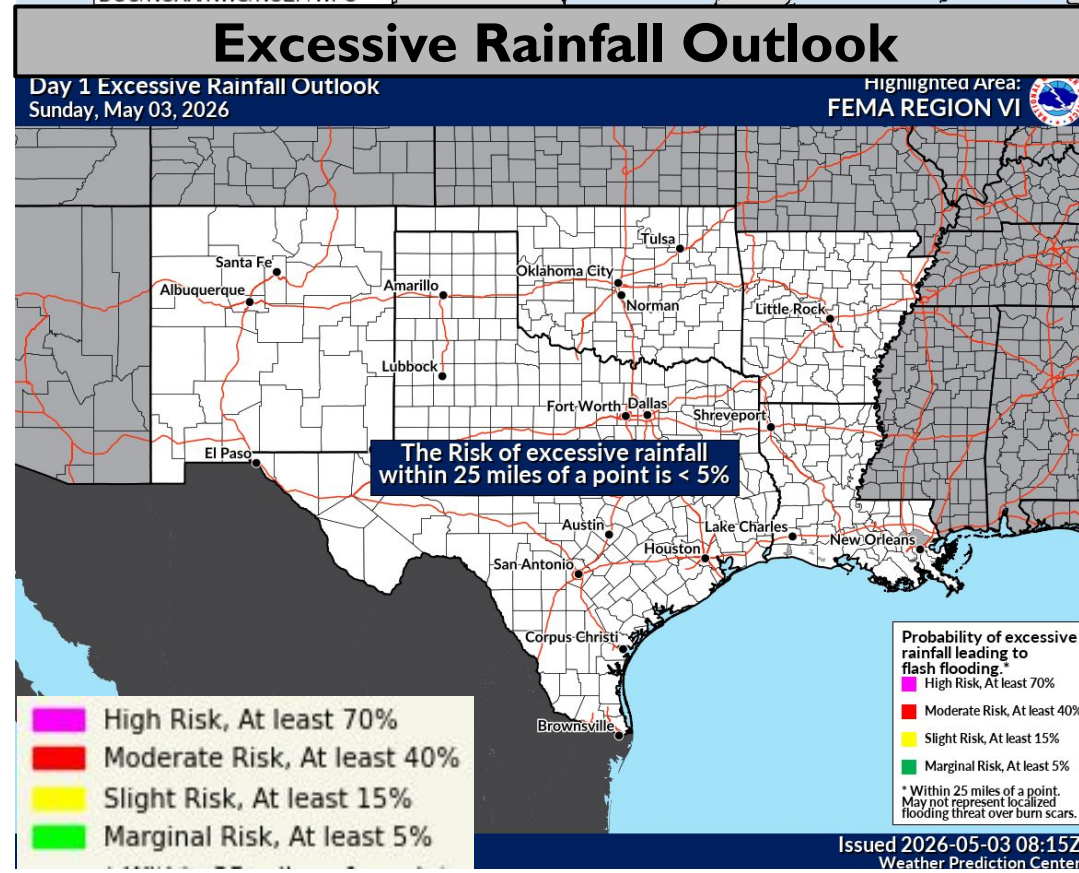 Excessive Rainfall Outlook
Day 1 Excessive Rainfall Outlook
Sunday, May 03, 2026
Highlighted Area:
FEMA REGION VI
Tulsa
Santa Fe
Oklahoma City
Albuquerque
Amarillo
Norman
Little Rock
Lubbock
Fort Worth
Dallas
Shreveport
El Paso
The Risk of excessive rainfall
within 25 miles of a point is < 5%
Austin
Lake Charles
Houston
New Orleans
San Antonio
Corpus Christi
Brownsville
Probability of excessive
rainfall leading to
flash flooding.*
High Risk, At least 70%
Moderate Risk, At least 40%
Slight Risk, At least 15%
Marginal Risk, At least 5%
* Within 25 miles of a point.
May not represent localized
flooding threat over burn scars.
High Risk, At least 70%
Moderate Risk, At least 40%
Slight Risk, At least 15%
Marginal Risk, At least 5%
Issued 2026-05-03 08:15Z
Weather Prediction Center